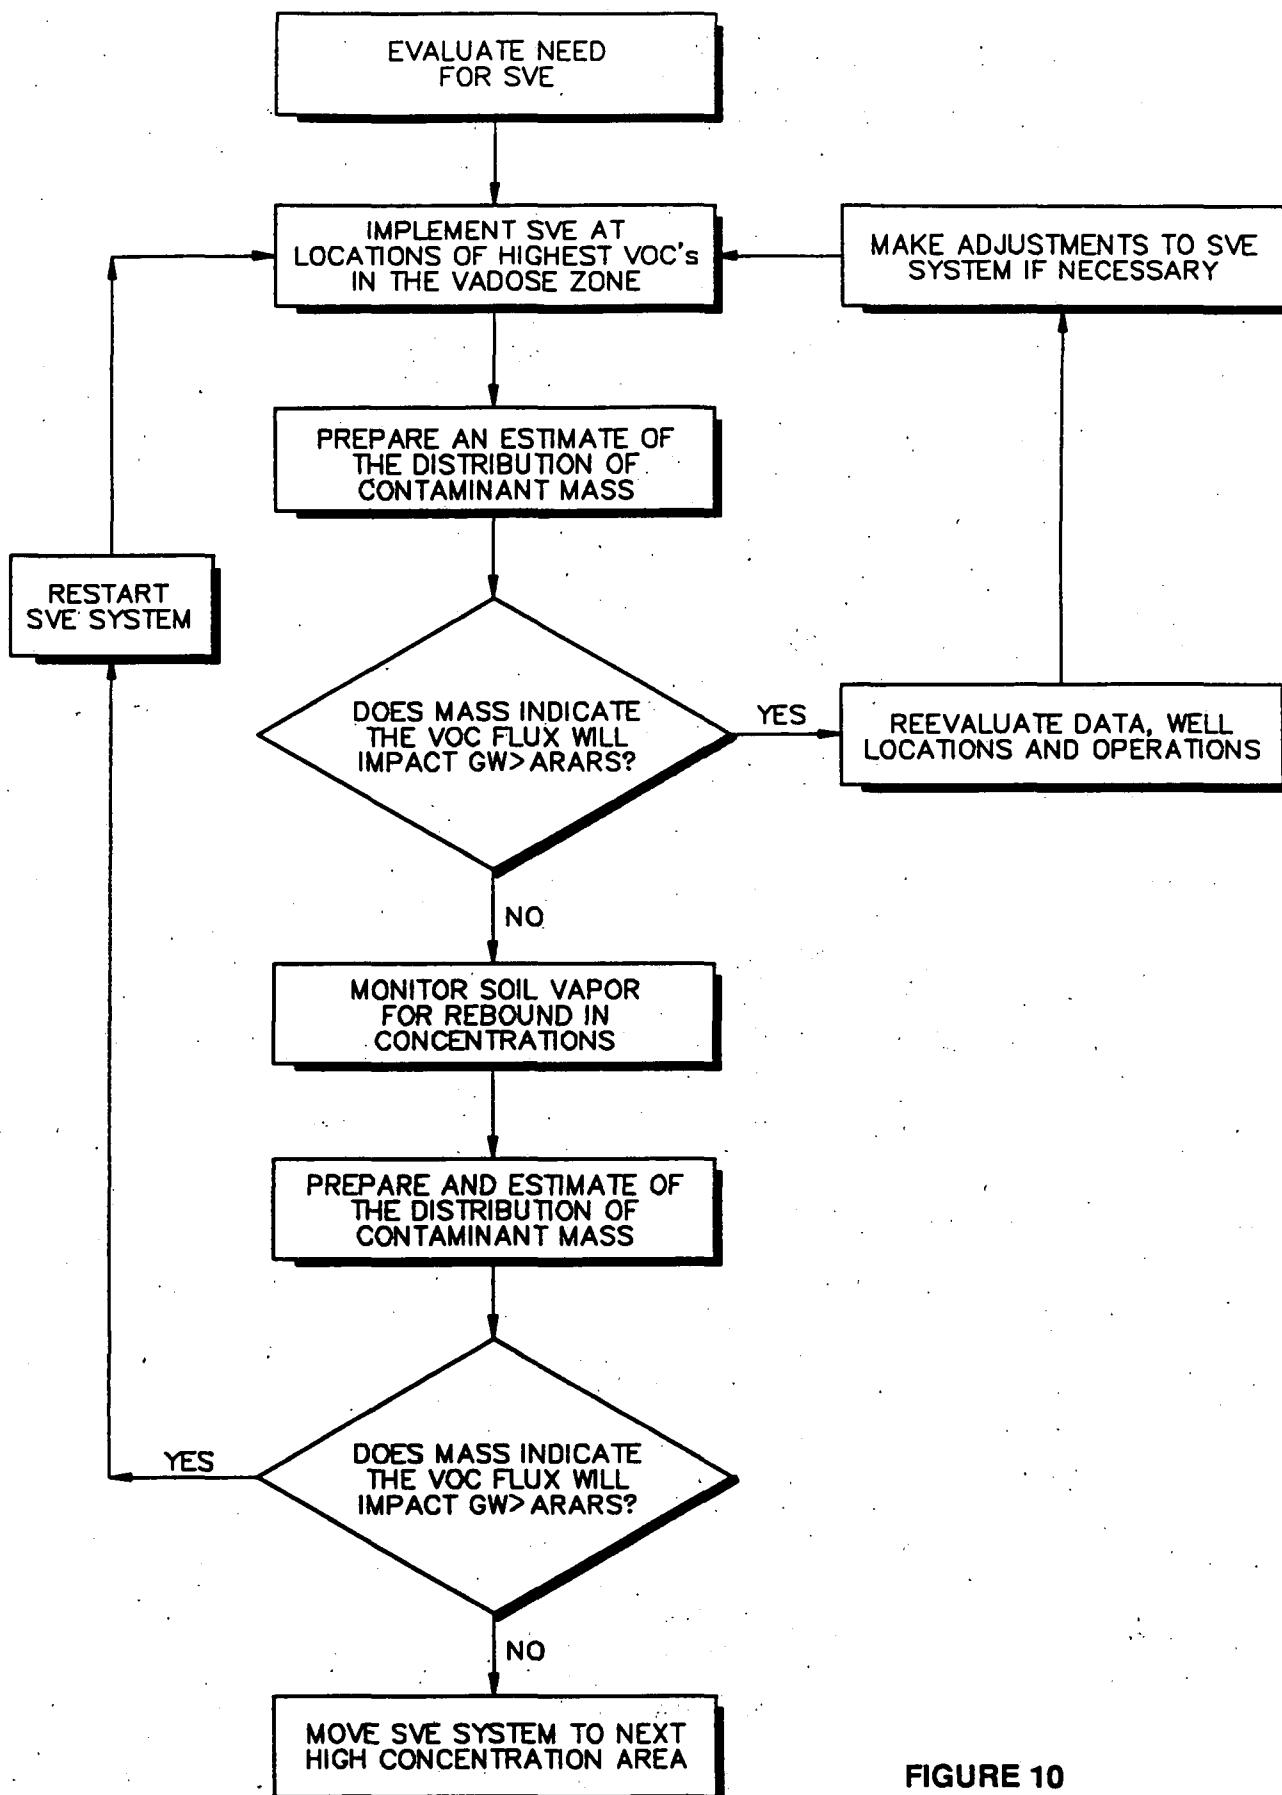 EVALUATE NEED
FOR SVE
IMPLEMENT SVE AT
LOCATIONS OF HIGHEST VOC's
IN THE VADOSE ZONE
MAKE ADJUSTMENTS TO SVE
SYSTEM IF NECESSARY
PREPARE AN ESTIMATE OF
THE DISTRIBUTION OF
CONTAMINANT MASS
RESTART
SVE SYSTEM
DOES MASS INDICATE
THE VOC FLUX WILL
IMPACT GW>ARARS?
YES
REEVALUATE DATA, WELL
LOCATIONS AND OPERATIONS
NO
MONITOR SOIL VAPOR
FOR REBOUND IN
CONCENTRATIONS
PREPARE AND ESTIMATE OF
THE DISTRIBUTION OF
CONTAMINANT MASS
DOES MASS INDICATE
THE VOC FLUX WILL
IMPACT GW>ARARS?
YES
NO
MOVE SVE SYSTEM TO NEXT
HIGH CONCENTRATION AREA
FIGURE 10